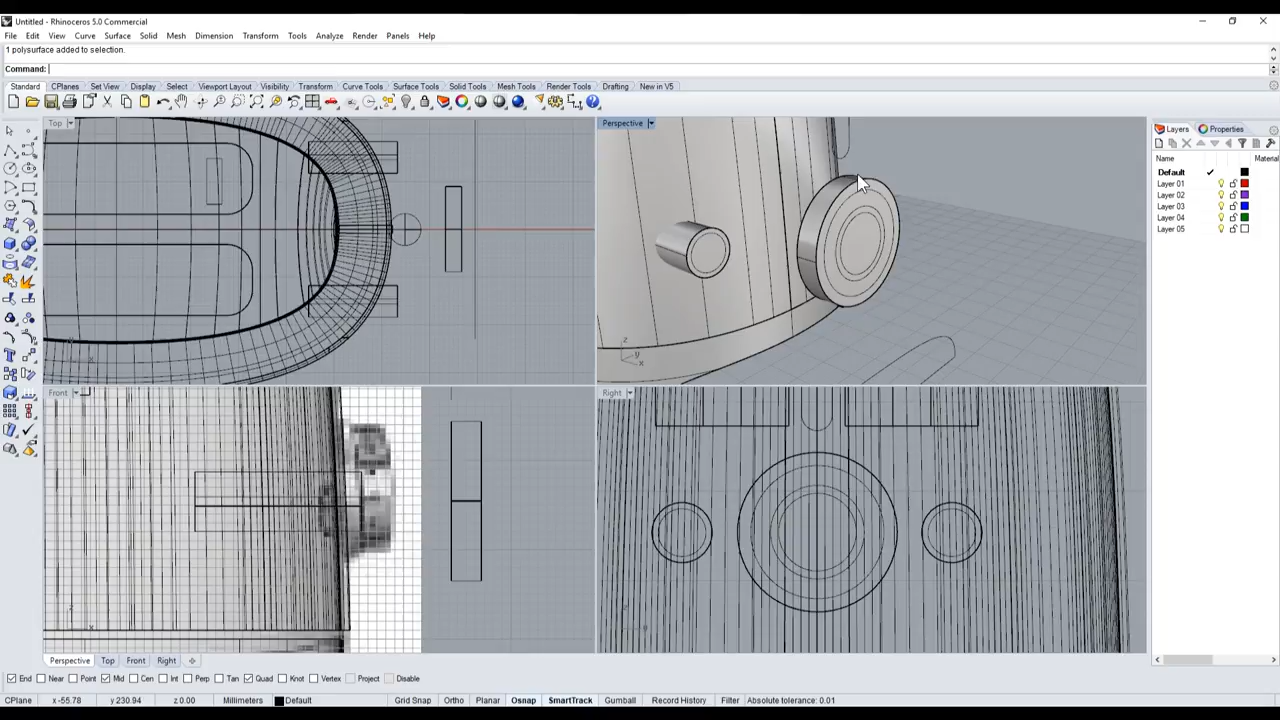 Untitled - Rhinoceros 5.0 Commercial
File Edit View Curve Surface Solid Mesh Dimension Transform Tools Analyze Render Panels Help
1 polysurface added to selection.
Command:
Standard CPlanes Set View Display Select Viewport Layout Visibility Transform Curve Tools Surface Tools Solid Tools Mesh Tools Render Tools Drafting New in V5
Top
Perspective
Layers Properties
Name Material
Default
Layer 01
Layer 02
Layer 03
Layer 04
Layer 05
z
y
x
x
Front
Right
x
Perspective Top Front Right
End Near Point Mid Cen Int Perp Tan Quad Knot Vertex Project Disable
CPlane x -55.78 y 230.94 z 0.00 Millimeters Default Grid Snap Ortho Planar Osnap SmartTrack Gumball Record History Filter Absolute tolerance: 0.01